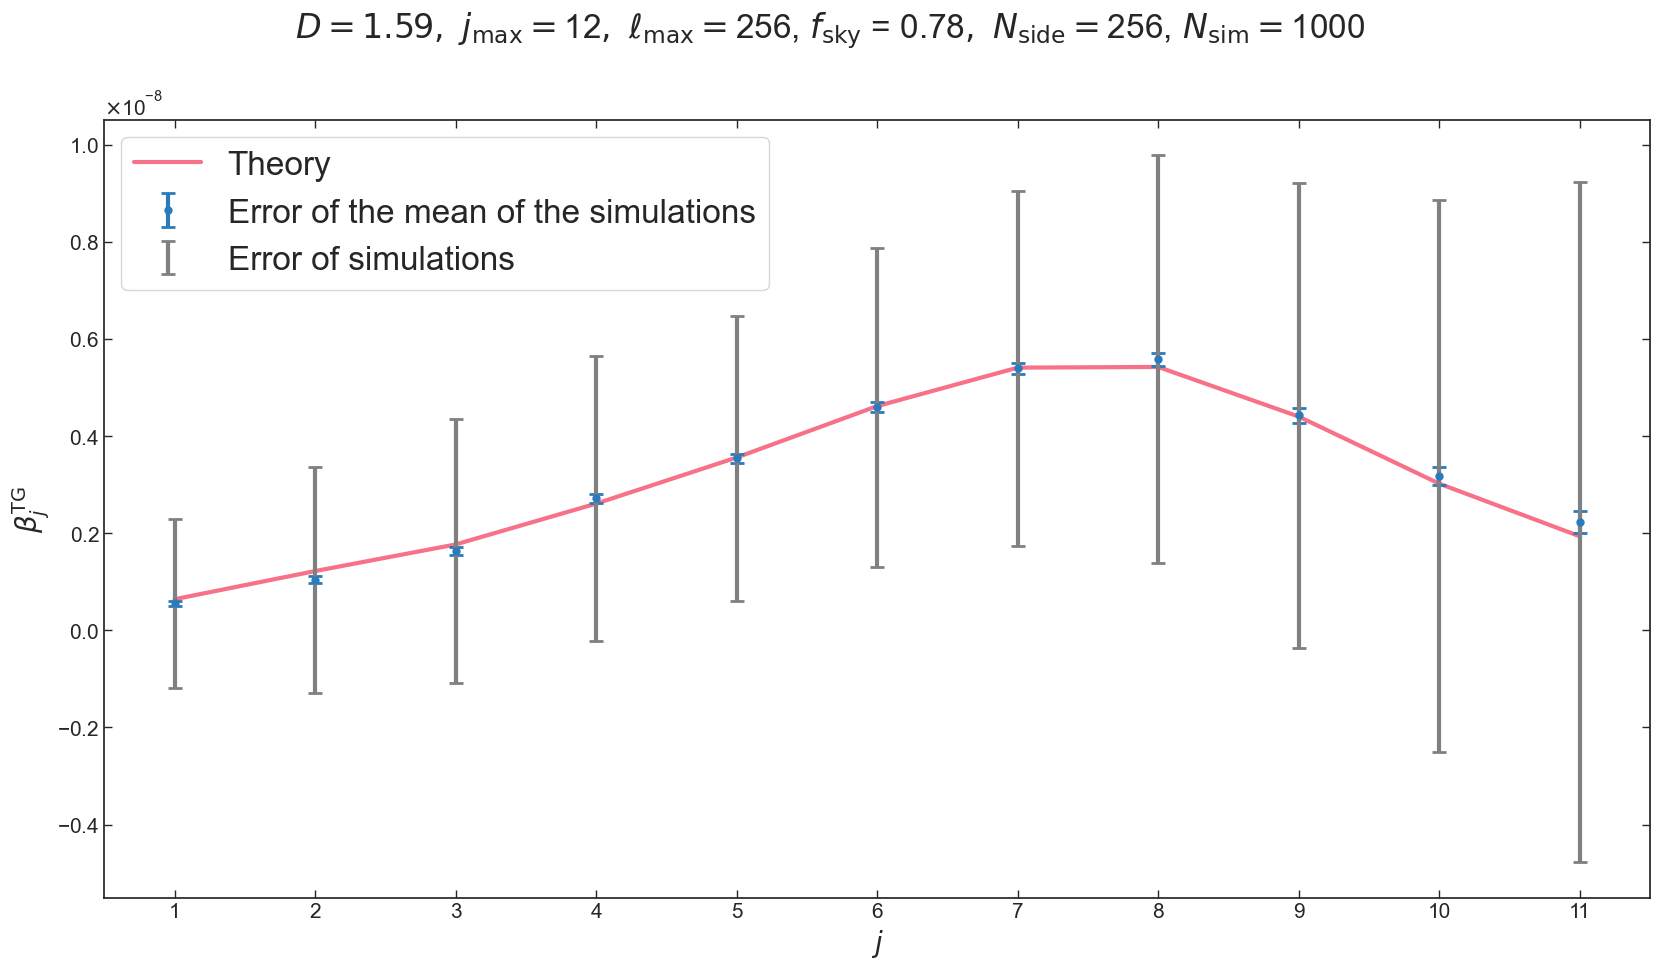 D = 1.59, j_max = 12, ℓ_max = 256, f_sky = 0.78, N_side = 256, N_sim = 1000
×10⁻⁸
Theory
Error of the mean of the simulations
Error of simulations
1.0
0.8
0.6
0.4
0.2
0.0
−0.2
−0.4
β_j^TG
1 2 3 4 5 6 7 8 9 10 11
j